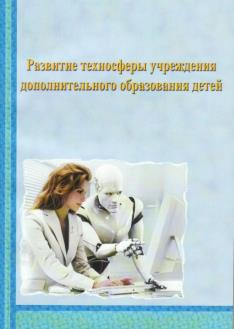 Развитие техносферы учреждения
дополнительного образования детей